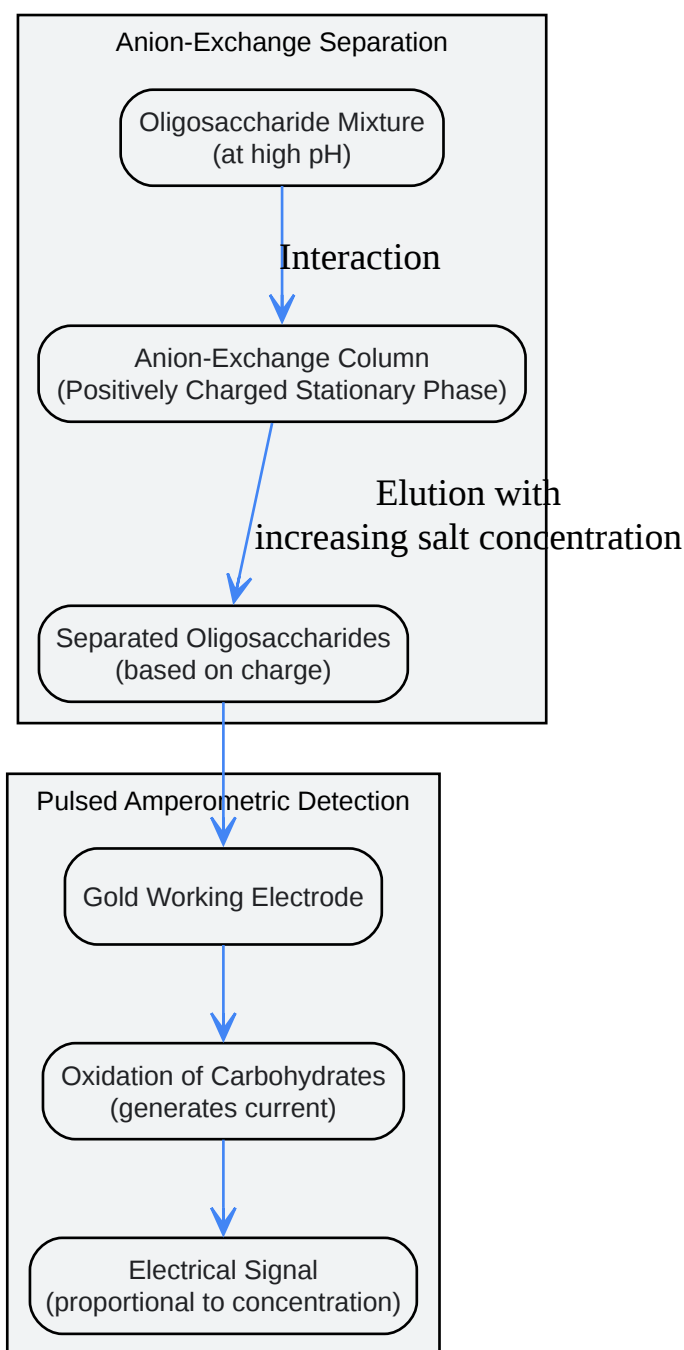 Anion-Exchange Separation
Oligosaccharide Mixture
(at high pH)
Interaction
Anion-Exchange Column
(Positively Charged Stationary Phase)
Elution with
increasing salt concentration
Separated Oligosaccharides
(based on charge)
Pulsed Amperometric Detection
Gold Working Electrode
Oxidation of Carbohydrates
(generates current)
Electrical Signal
(proportional to concentration)